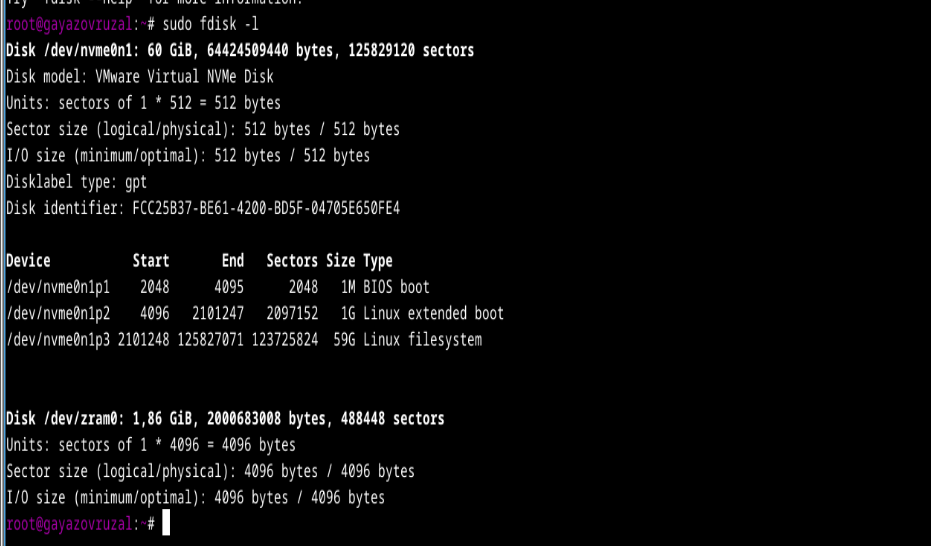 Try 'fdisk --help' for more information.
root@gayazovruzal:~# sudo fdisk -l
Disk /dev/nvme0n1: 60 GiB, 64424509440 bytes, 125829120 sectors
Disk model: VMware Virtual NVMe Disk
Units: sectors of 1 * 512 = 512 bytes
Sector size (logical/physical): 512 bytes / 512 bytes
I/O size (minimum/optimal): 512 bytes / 512 bytes
Disklabel type: gpt
Disk identifier: FCC25B37-BE61-4200-BD5F-04705E650FE4
Device Start End Sectors Size Type
/dev/nvme0n1p1 2048 4095 2048 1M BIOS boot
/dev/nvme0n1p2 4096 2101247 2097152 1G Linux extended boot
/dev/nvme0n1p3 2101248 125827071 123725824 59G Linux filesystem
Disk /dev/zram0: 1,86 GiB, 2000683008 bytes, 488448 sectors
Units: sectors of 1 * 4096 = 4096 bytes
Sector size (logical/physical): 4096 bytes / 4096 bytes
I/O size (minimum/optimal): 4096 bytes / 4096 bytes
root@gayazovruzal:~#